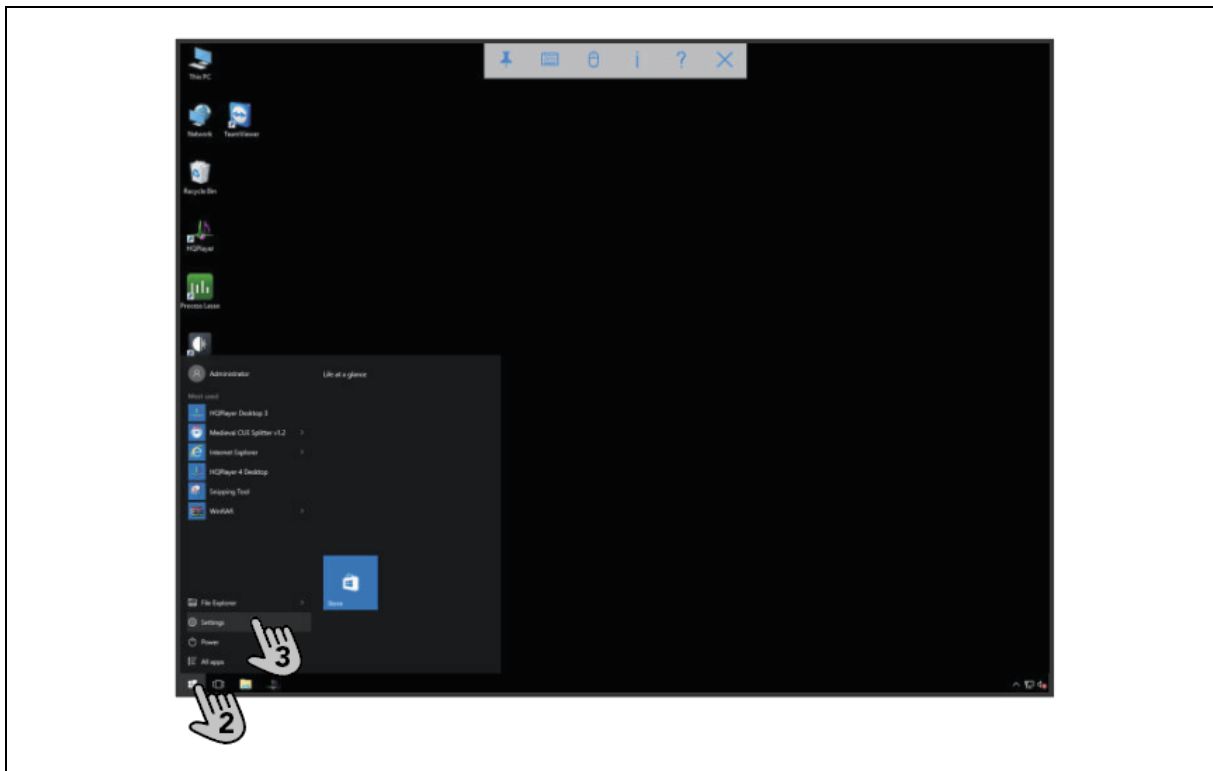 ?
This PC
Network TeamViewer
Recycle Bin
HQPlayer
Process Lasso
Administrator Life at a glance
Most used
HQPlayer Desktop 3
Medieval CUE Splitter v1.2
Internet Explorer
HQPlayer 4 Desktop
Snipping Tool
WinRAR
File Explorer Store
Settings
Power
3
All apps
2